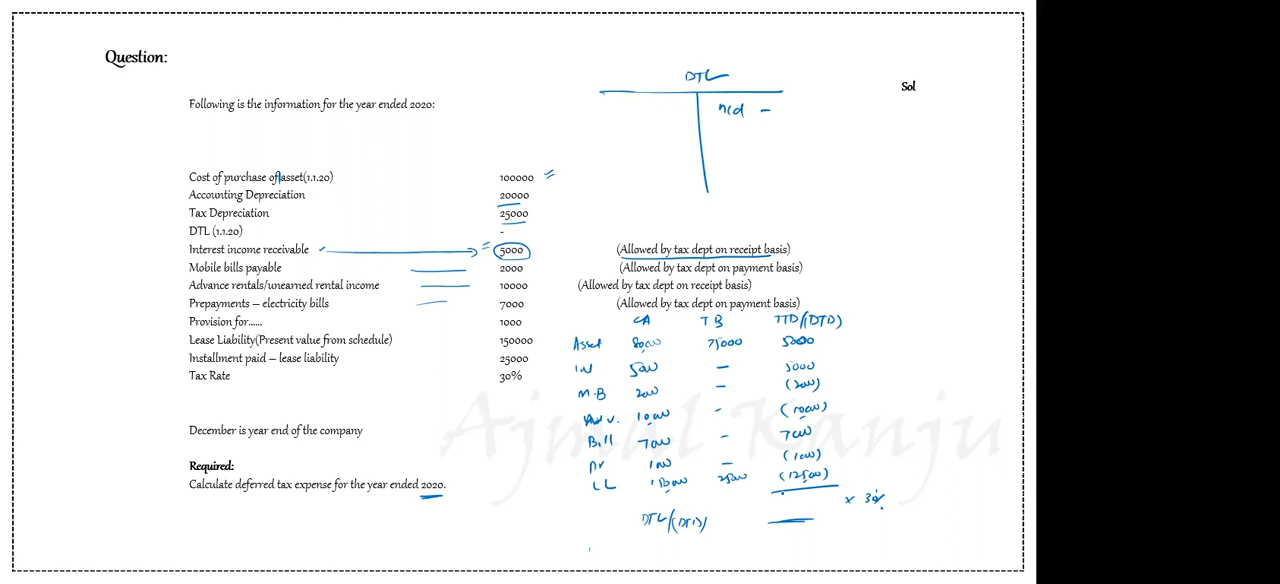 Question:
DTL
Sol
Following is the information for the year ended 2020:
n/d -
Cost of purchase of asset(1.1.20) 100000 =
Accounting Depreciation 20000
Tax Depreciation 25000
DTL (1.1.20) -
Interest income receivable 5000 (Allowed by tax dept on receipt basis)
Mobile bills payable 2000 (Allowed by tax dept on payment basis)
Advance rentals/unearned rental income 10000 (Allowed by tax dept on receipt basis)
Prepayments – electricity bills 7000 (Allowed by tax dept on payment basis)
Provision for...... 1000
CA TB TTD/(DTD)
Lease Liability(Present value from schedule) 150000
Asset 80000 75000 5000
Installment paid – lease liability 25000
Int 5000 - 5000
Tax Rate 30%
M.B 2000 - (2000)
Adv. 10000 - (10000)
December is year end of the company
Bill 7000 - 7000
Required:
Pr 1000 - (1000)
Calculate deferred tax expense for the year ended 2020.
LL 150000 25000 (125000)
x 30%
DTL/(DTD)
Ajmal Kanju